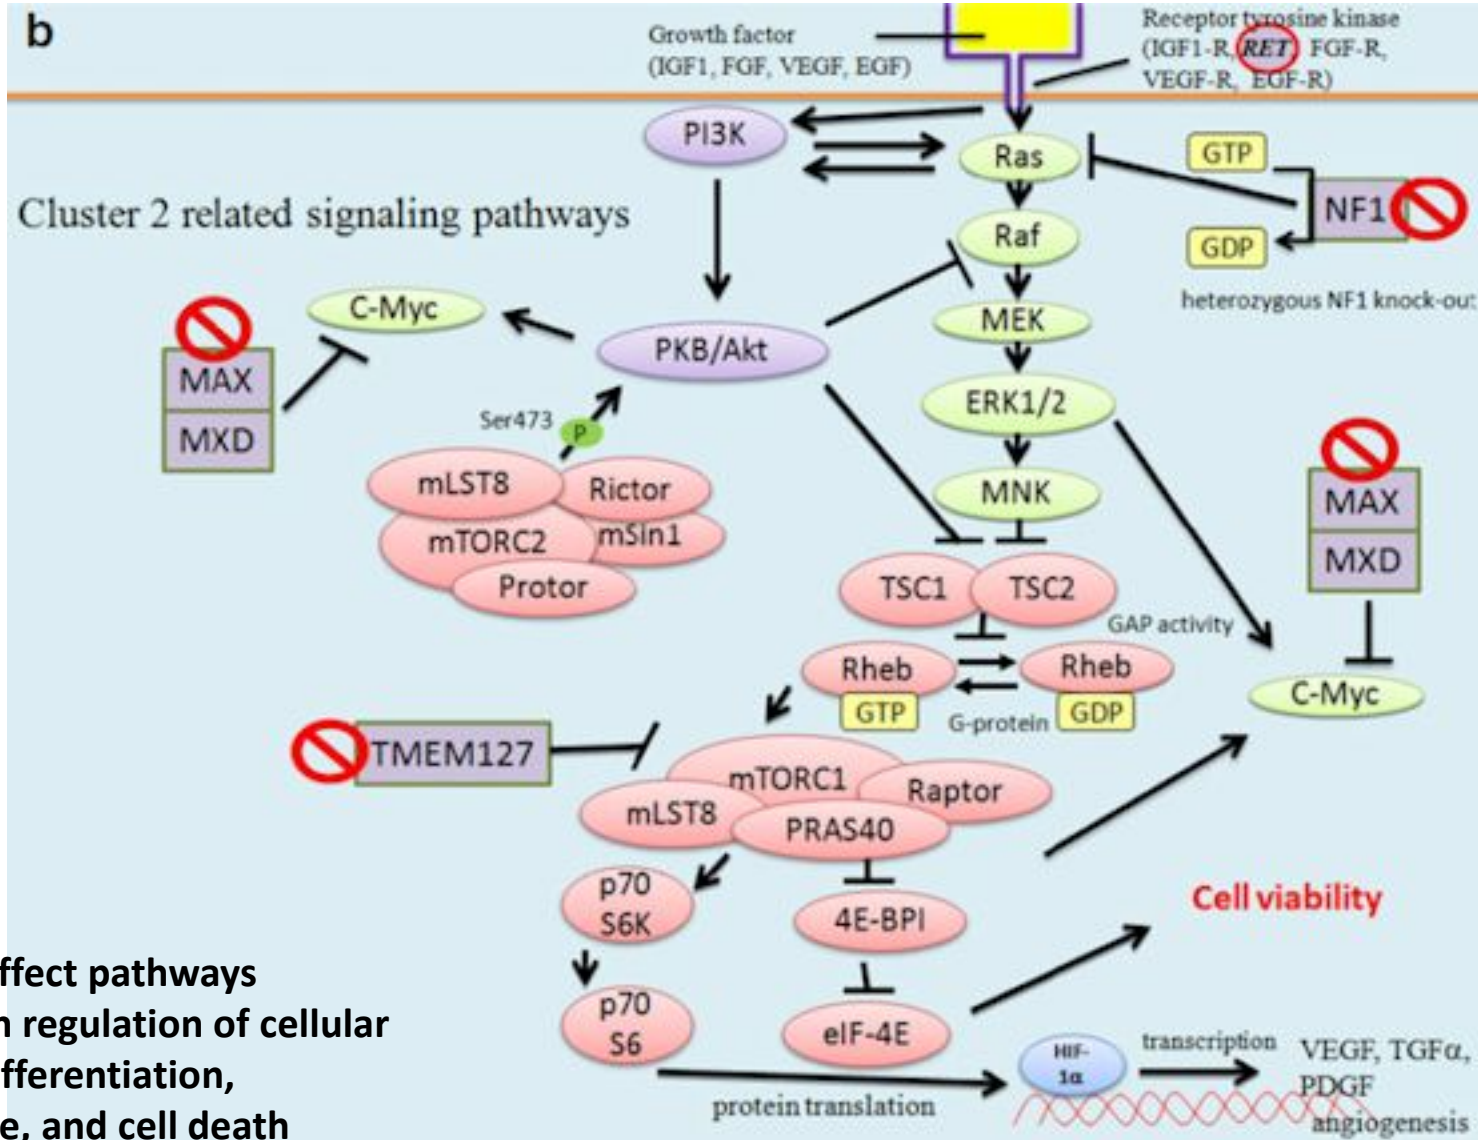 b
Growth factor
(IGF1, FGF, VEGF, EGF)
Receptor tyrosine kinase
(IGF1-R, RET, FGF-R,
VEGF-R, EGF-R)
PI3K
Ras
GTP
NF1
GDP
heterozygous NF1 knock-out
Cluster 2 related signaling pathways
Raf
C-Myc
MEK
MAX
MXD
PKB/Akt
ERK1/2
Ser473
P
mLST8
Rictor
mTORC2
mSin1
Protor
MNK
MAX
MXD
TSC1
TSC2
GAP activity
Rheb
GTP
Rheb
GDP
G-protein
C-Myc
TMEM127
mTORC1
Raptor
mLST8
PRAS40
p70
S6K
4E-BPI
Cell viability
p70
S6
eIF-4E
HIF-
1α
transcription
VEGF, TGFα,
PDGF
angiogenesis
protein translation
ffect pathways
n regulation of cellular
fferentiation,
e, and cell death